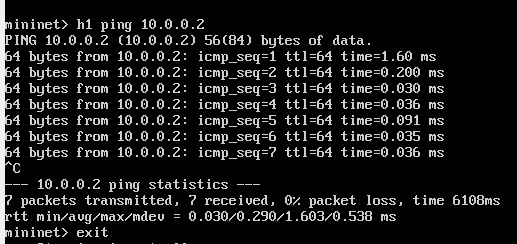 mininet> h1 ping 10.0.0.2
PING 10.0.0.2 (10.0.0.2) 56(84) bytes of data.
64 bytes from 10.0.0.2: icmp_seq=1 ttl=64 time=1.60 ms
64 bytes from 10.0.0.2: icmp_seq=2 ttl=64 time=0.200 ms
64 bytes from 10.0.0.2: icmp_seq=3 ttl=64 time=0.030 ms
64 bytes from 10.0.0.2: icmp_seq=4 ttl=64 time=0.036 ms
64 bytes from 10.0.0.2: icmp_seq=5 ttl=64 time=0.091 ms
64 bytes from 10.0.0.2: icmp_seq=6 ttl=64 time=0.035 ms
64 bytes from 10.0.0.2: icmp_seq=7 ttl=64 time=0.036 ms
^C
--- 10.0.0.2 ping statistics ---
7 packets transmitted, 7 received, 0% packet loss, time 6108ms
rtt min/avg/max/mdev = 0.030/0.290/1.603/0.538 ms
mininet> exit